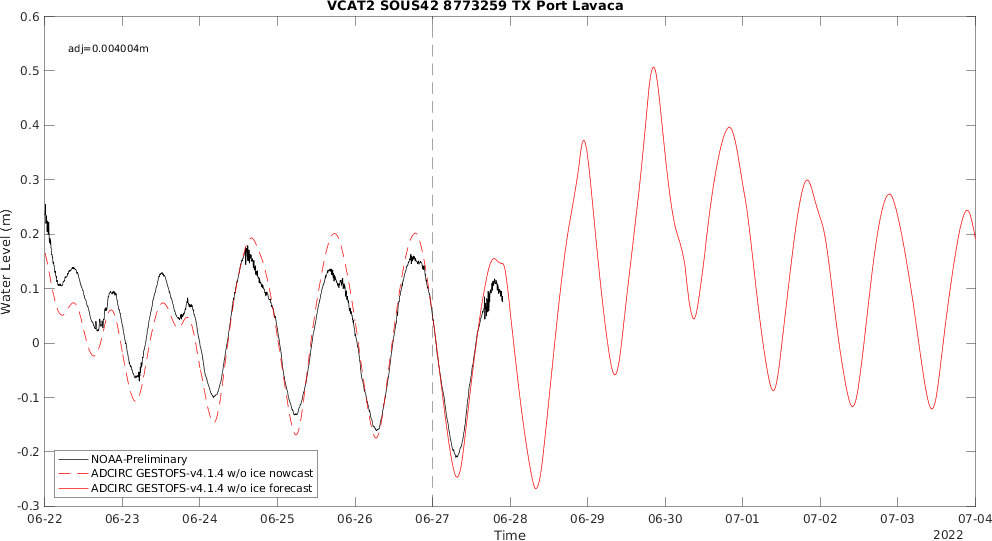 VCAT2 SOUS42 8773259 TX Port Lavaca
adj=0.004004m
Water Level (m)
0.6
0.5
0.4
0.3
0.2
0.1
0
-0.1
-0.2
-0.3
NOAA-Preliminary
ADCIRC GESTOFS-v4.1.4 w/o ice nowcast
ADCIRC GESTOFS-v4.1.4 w/o ice forecast
06-22 06-23 06-24 06-25 06-26 06-27 06-28 06-29 06-30 07-01 07-02 07-03 07-04
Time
2022